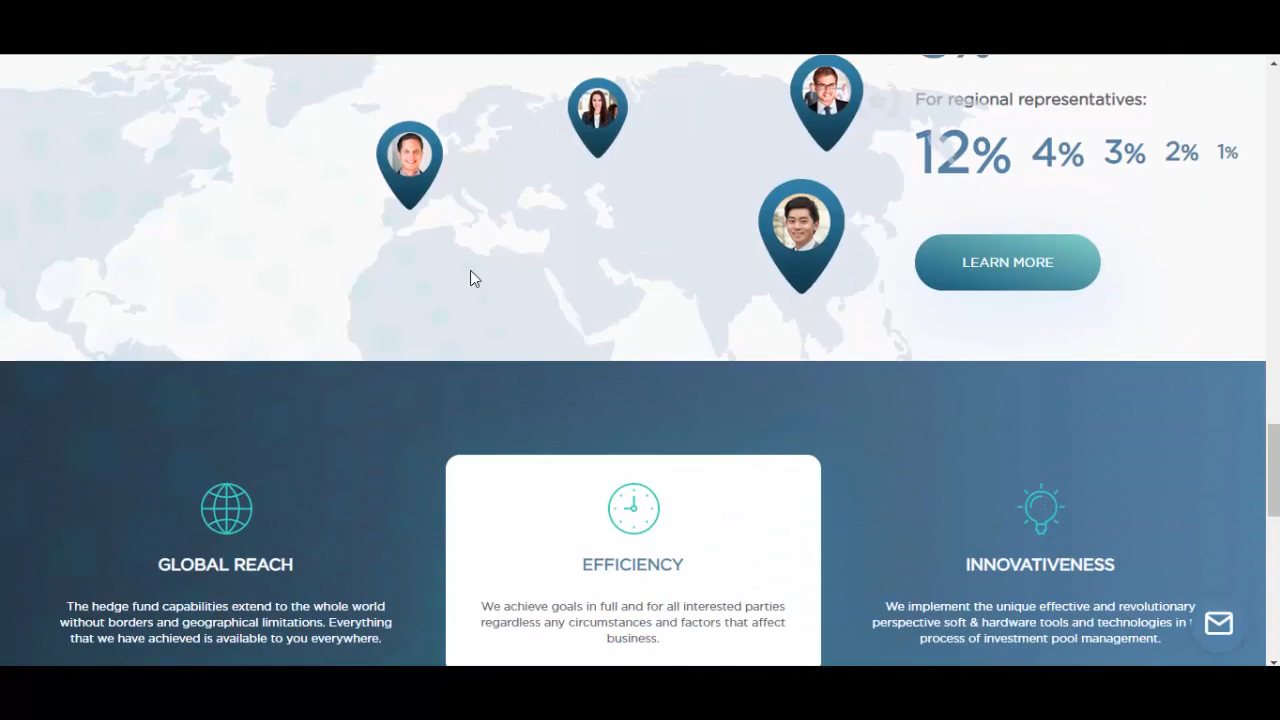 For regional representatives:
12% 4% 3% 2% 1%
LEARN MORE
GLOBAL REACH
The hedge fund capabilities extend to the whole world
without borders and geographical limitations. Everything
that we have achieved is available to you everywhere.
EFFICIENCY
We achieve goals in full and for all interested parties
regardless any circumstances and factors that affect
business.
INNOVATIVENESS
We implement the unique effective and revolutionary
perspective soft & hardware tools and technologies in
process of investment pool management.